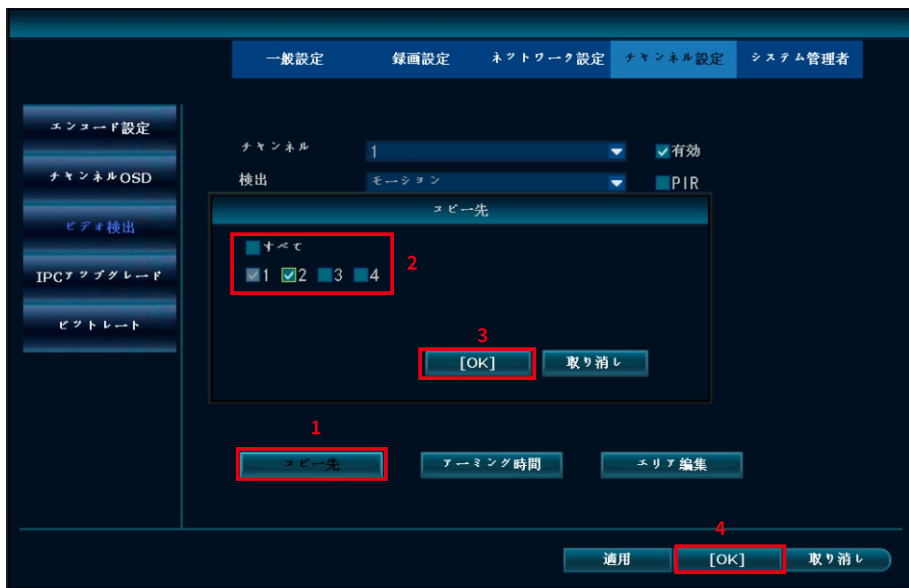 一般設定 録画設定 ネットワーク設定 チャンネル設定 システム管理者
エンコード設定
チャンネルOSD
ビデオ検出
IPCアップグレード
ビットレート
チャンネル 1 有効
検出 モーション PIR
コピー先
すべて
1 2 3 4
2
3
[OK] 取り消し
1
コピー先 アーミング時間 エリア編集
4
適用 [OK] 取り消し